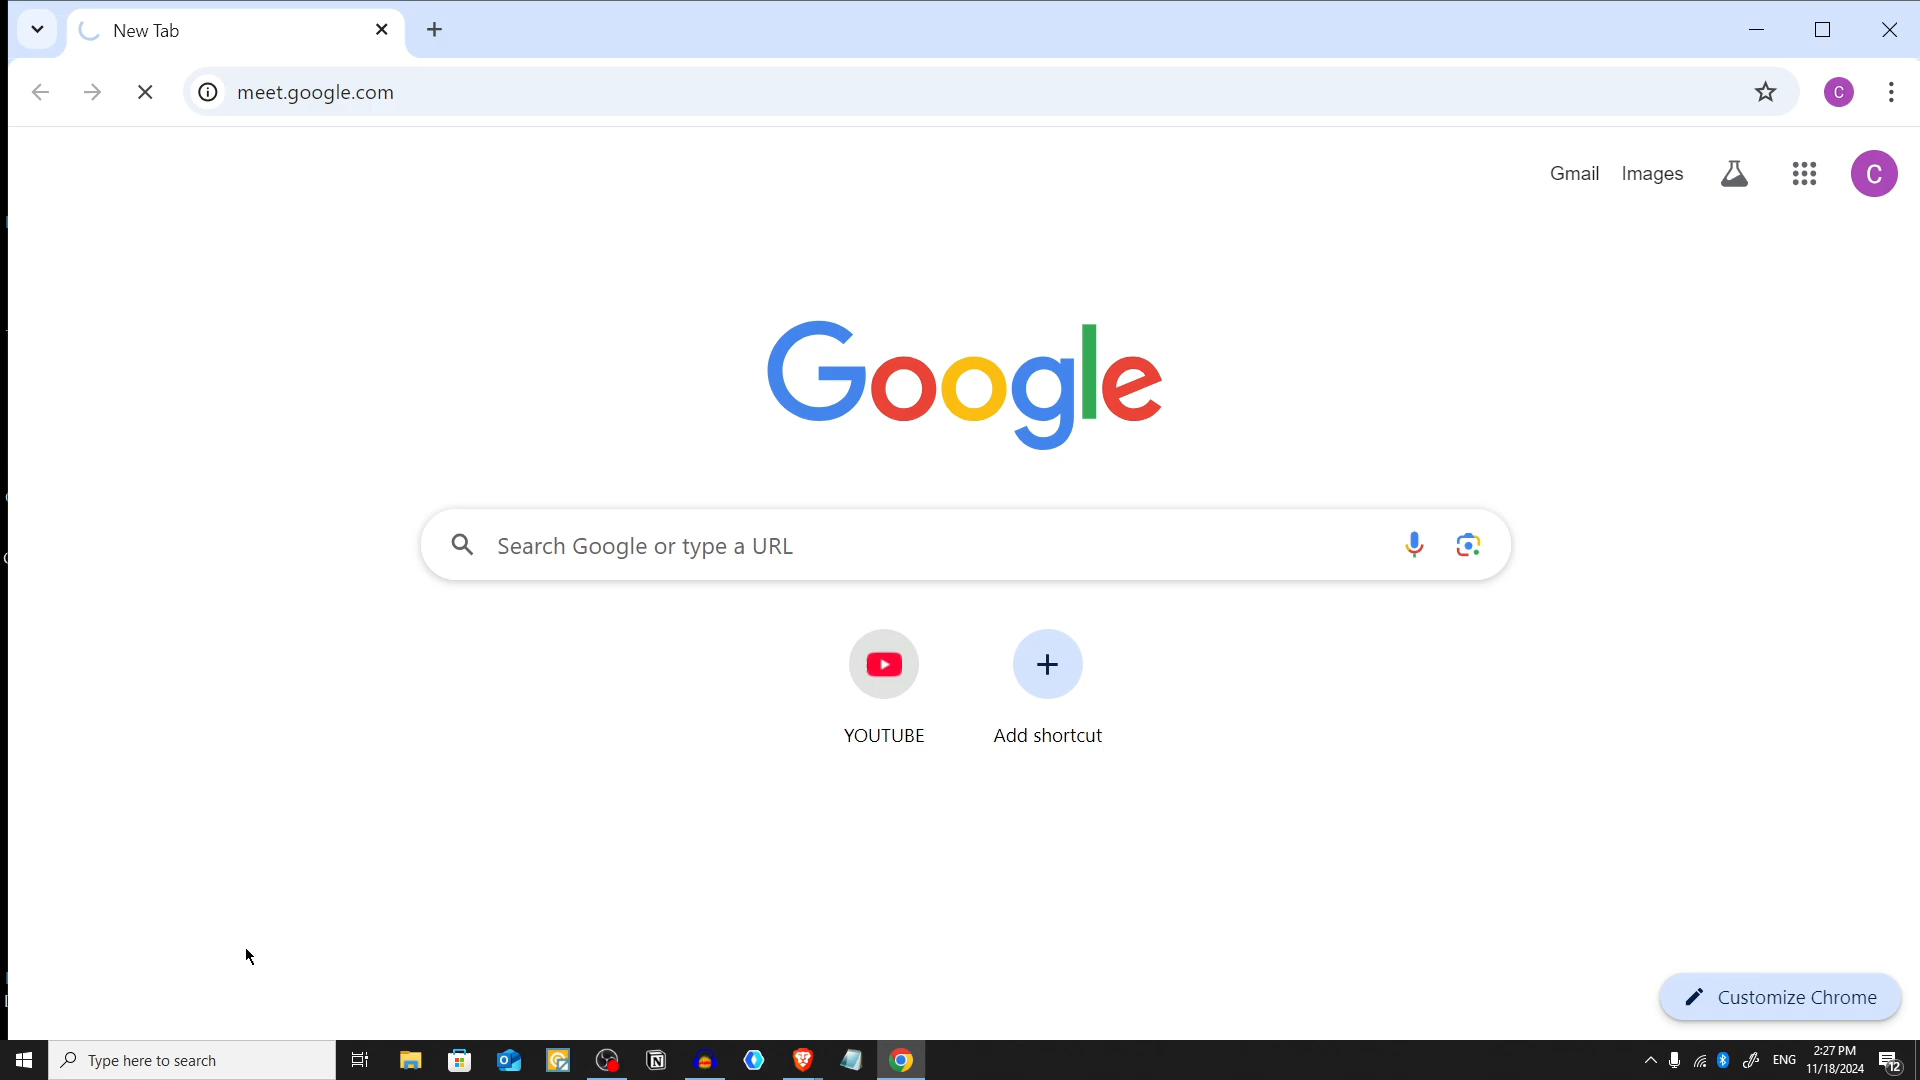 New Tab
meet.google.com
Gmail Images
C
C
Google
Search Google or type a URL
YOUTUBE
Add shortcut
Customize Chrome
Type here to search
ENG
2:27 PM
11/18/2024
12